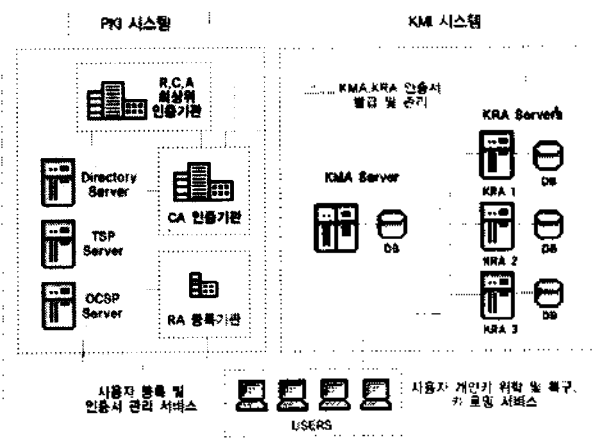 PKI 시스템
KMI 시스템
R.C.A
최상위
인증기관
KMA,KRA 인증서
발급 및 관리
KRA Servers
Directory
Server
CA 인증기관
KMA Server
DB
KRA 1
DB
TSP
Server
KRA 2
DB
OCSP
Server
RA 등록기관
KRA 3
DB
사용자 등록 및
인증서 관리 서비스
USERS
사용자 개인키 위탁 및 복구,
키 로밍 서비스